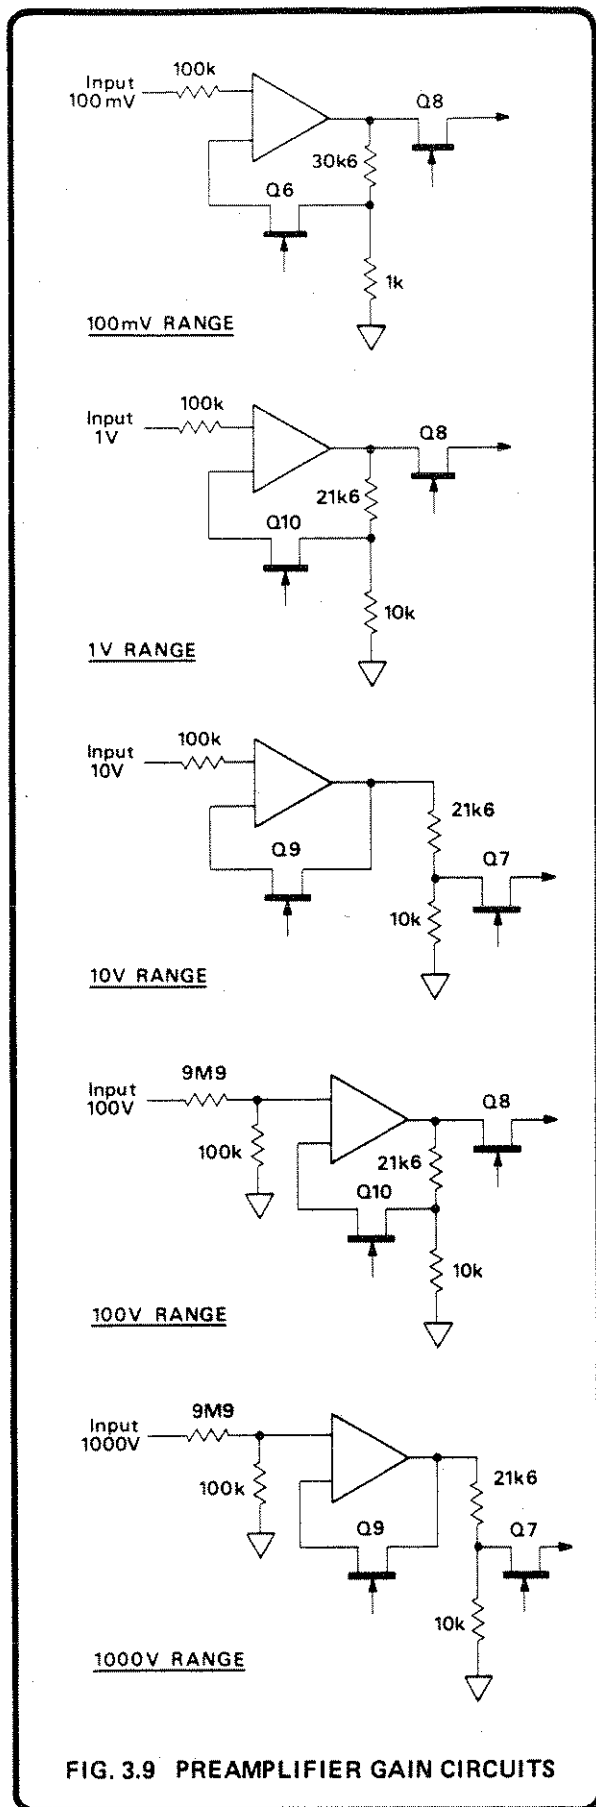 100k
Input
100mV
Q8
30k6
Q6
1k
100mV RANGE
100k
Input
1V
Q8
21k6
Q10
10k
1V RANGE
100k
Input
10V
21k6
Q9
Q7
10k
10V RANGE
9M9
Input
100V
Q8
100k
21k6
Q10
10k
100V RANGE
9M9
Input
1000V
100k
21k6
Q9
Q7
10k
1000V RANGE
FIG. 3.9 PREAMPLIFIER GAIN CIRCUITS